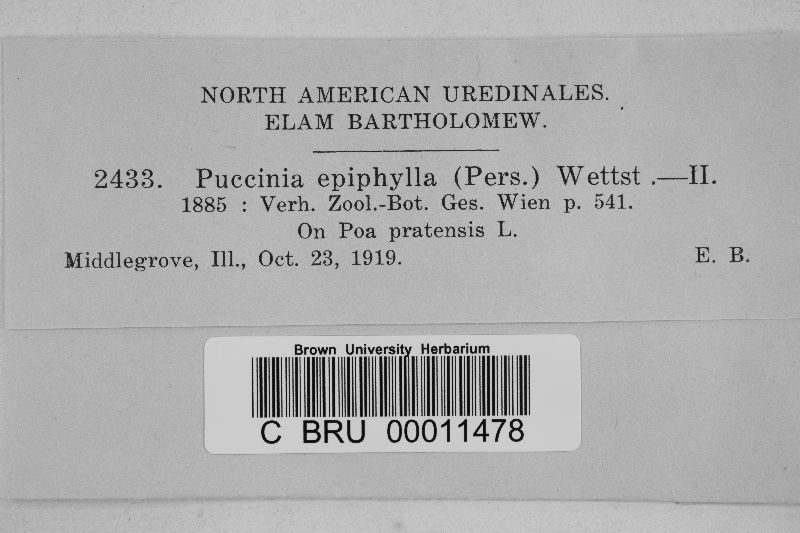 NORTH AMERICAN UREDINALES.
ELAM BARTHOLOMEW.
2433. Puccinia epiphylla (Pers.) Wettst .—II.
1885 : Verh. Zool.-Bot. Ges. Wien p. 541.
On Poa pratensis L.
Middlegrove, Ill., Oct. 23, 1919. E. B.
Brown University Herbarium
C BRU 00011478